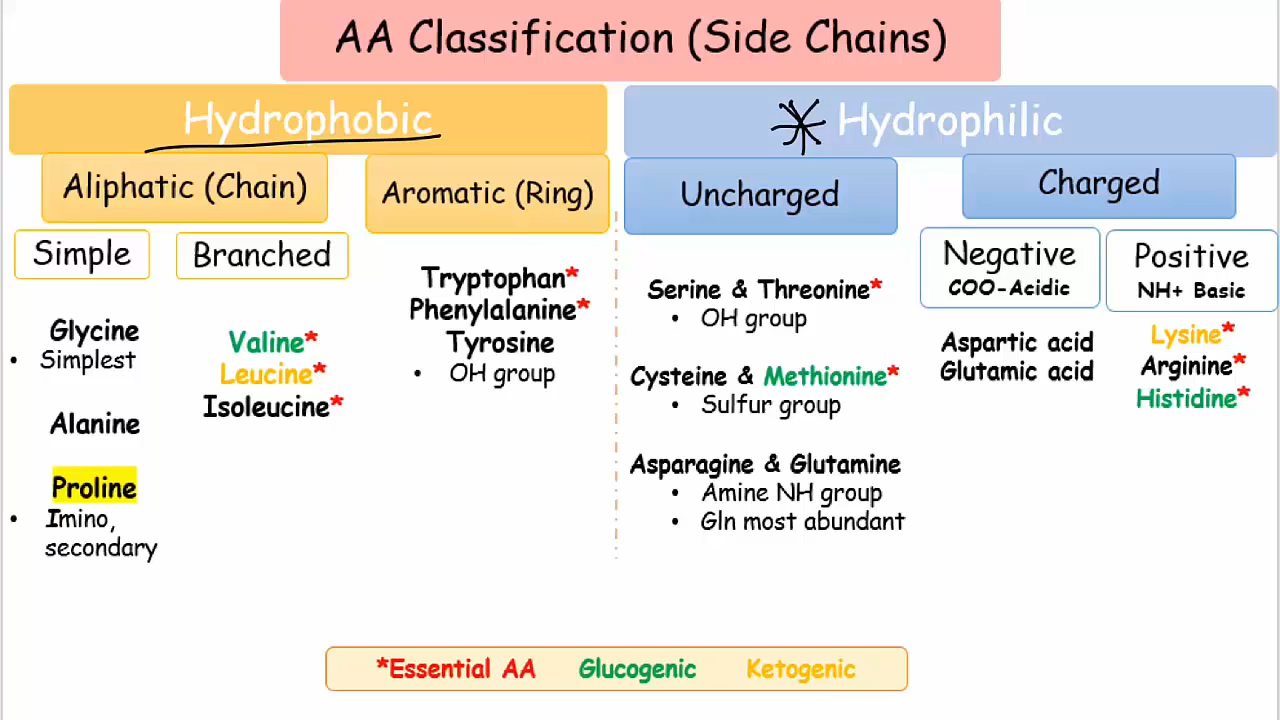 AA Classification (Side Chains)
Hydrophobic
Aliphatic (Chain)
Simple
Glycine
• Simplest
Alanine
Proline
• Imino,
secondary
Branched
Valine*
Leucine*
Isoleucine*
Aromatic (Ring)
Tryptophan*
Phenylalanine*
Tyrosine
• OH group
Hydrophilic
Uncharged
Serine & Threonine*
• OH group
Cysteine & Methionine*
• Sulfur group
Asparagine & Glutamine
• Amine NH group
• Gln most abundant
Charged
Negative
COO-Acidic
Aspartic acid
Glutamic acid
Positive
NH+ Basic
Lysine*
Arginine*
Histidine*
*Essential AA Glucogenic Ketogenic